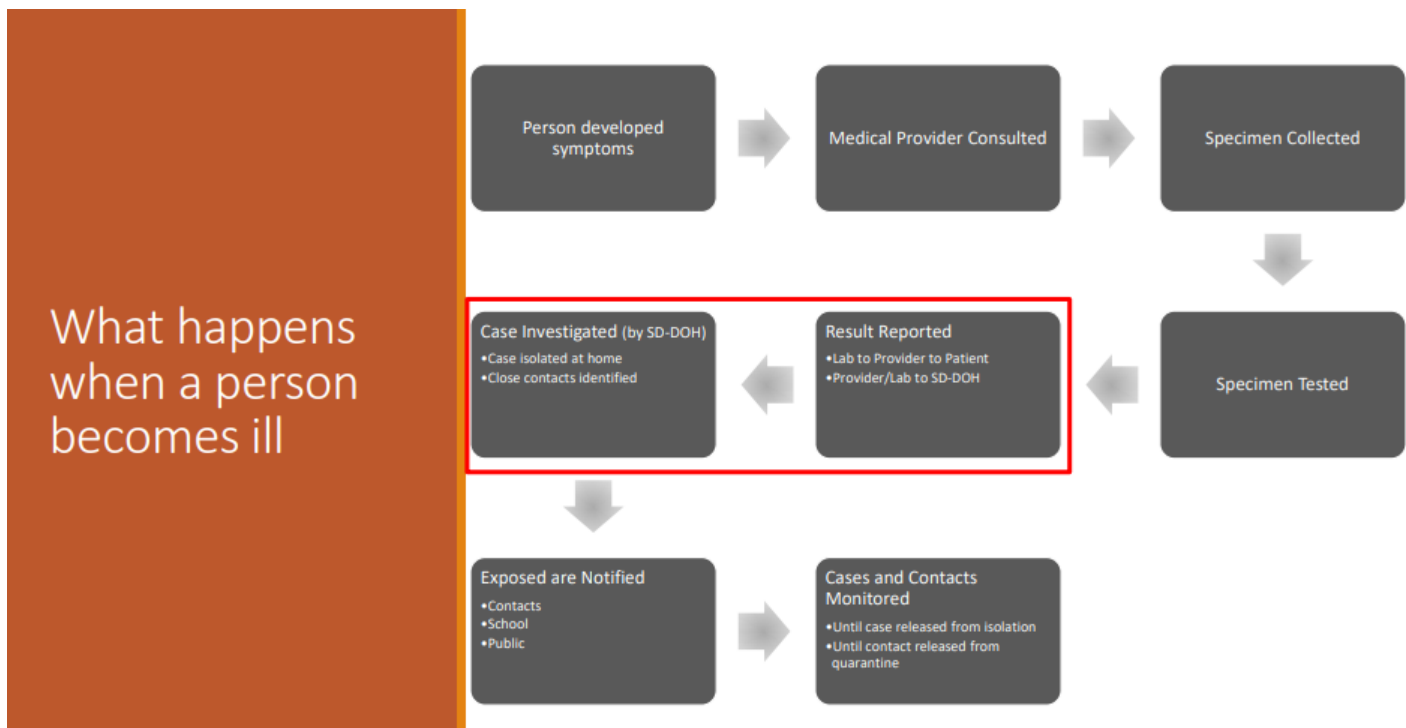 What happens
when a person
becomes ill
Person developed
symptoms
Medical Provider Consulted
Specimen Collected
Specimen Tested
Result Reported
•Lab to Provider to Patient
•Provider/Lab to SD-DOH
Case Investigated (by SD-DOH)
•Case isolated at home
•Close contacts identified
Exposed are Notified
•Contacts
•School
•Public
Cases and Contacts
Monitored
•Until case released from isolation
•Until contact released from
quarantine